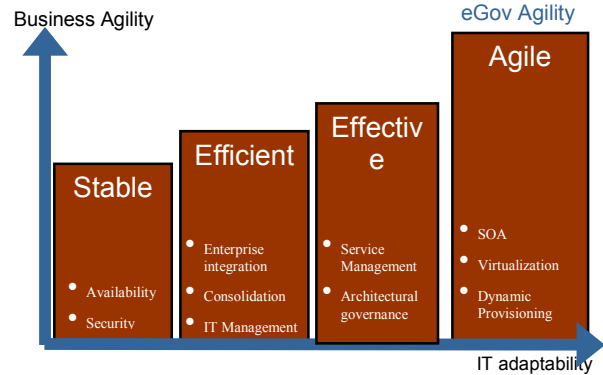 Business Agility
eGov Agility
Stable
Availability
Security
Efficient
Enterprise
integration
Consolidation
IT Management
Effectiv
e
Service
Management
Architectural
governance
Agile
SOA
Virtualization
Dynamic
Provisioning
IT adaptability